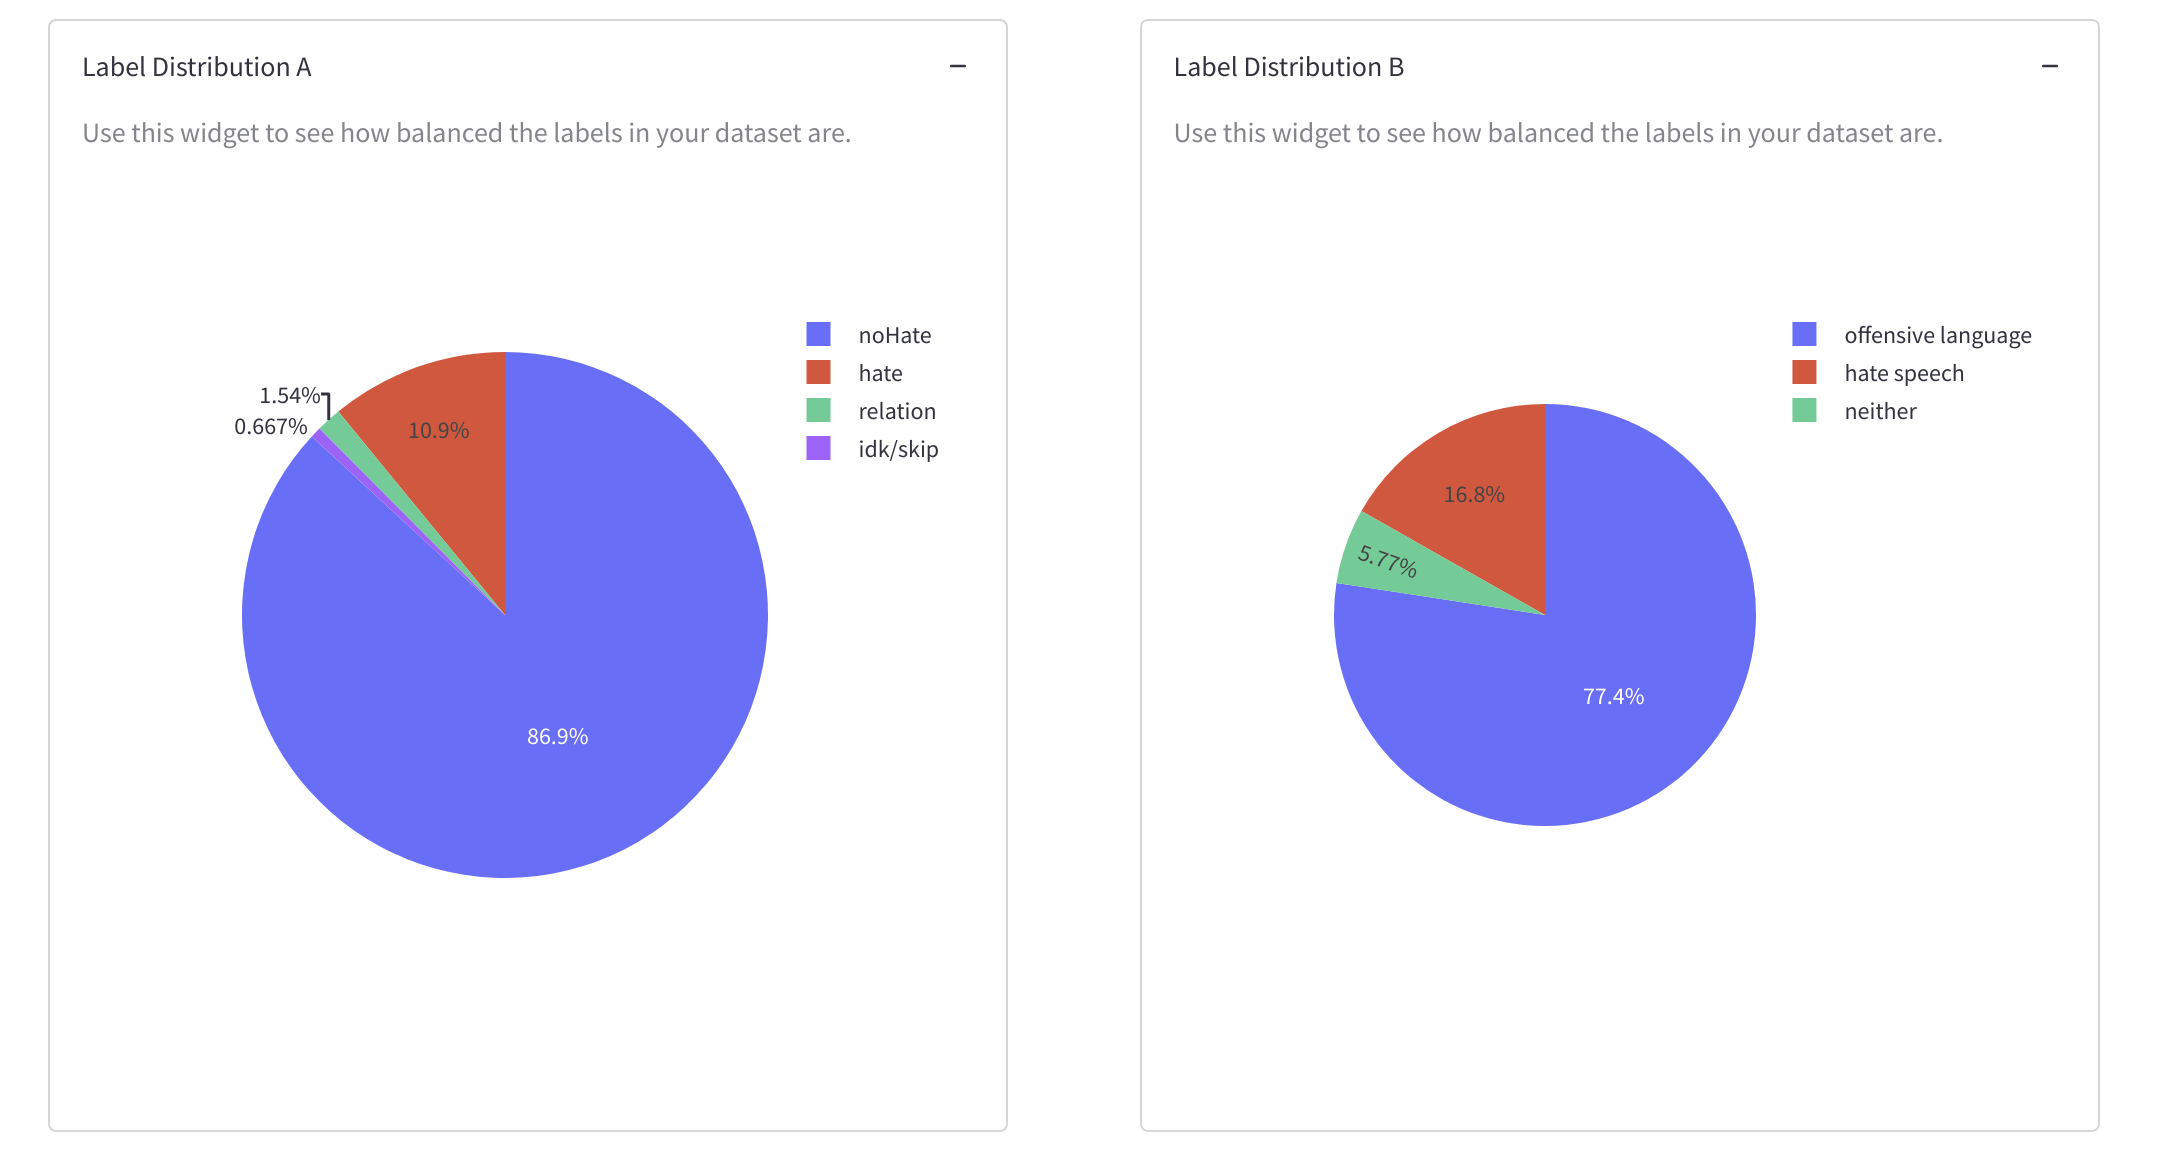 Label Distribution A
Use this widget to see how balanced the labels in your dataset are.
noHate
hate
relation
idk/skip
1.54%
0.667%
10.9%
86.9%
Label Distribution B
Use this widget to see how balanced the labels in your dataset are.
offensive language
hate speech
neither
16.8%
5.77%
77.4%